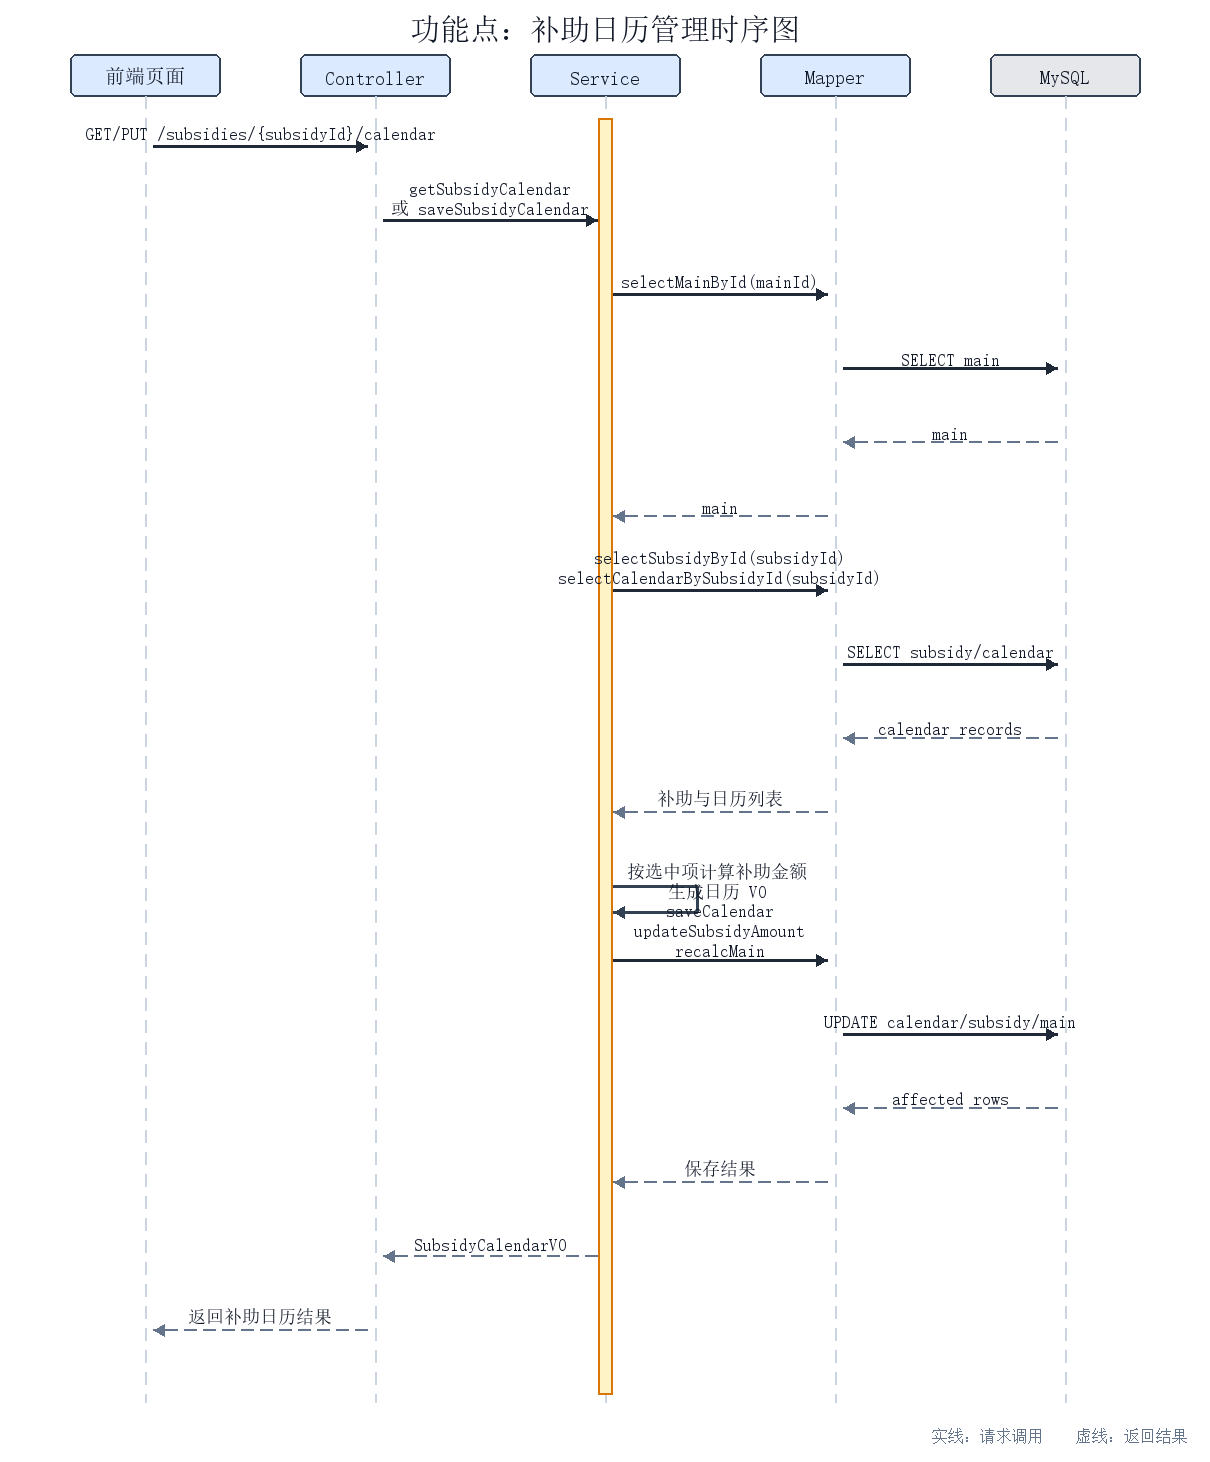 功能点：补助日历管理时序图
前端页面
Controller
Service
Mapper
MySQL
GET/PUT /subsidies/{subsidyId}/calendar
getSubsidyCalendar
或 saveSubsidyCalendar
selectMainById(mainId)
SELECT main
main
main
selectSubsidyById(subsidyId)
selectCalendarBySubsidyId(subsidyId)
SELECT subsidy/calendar
calendar records
补助与日历列表
按选中项计算补助金额
生成日历 VO
saveCalendar
updateSubsidyAmount
recalcMain
UPDATE calendar/subsidy/main
affected rows
保存结果
SubsidyCalendarVO
返回补助日历结果
实线：请求调用 虚线：返回结果